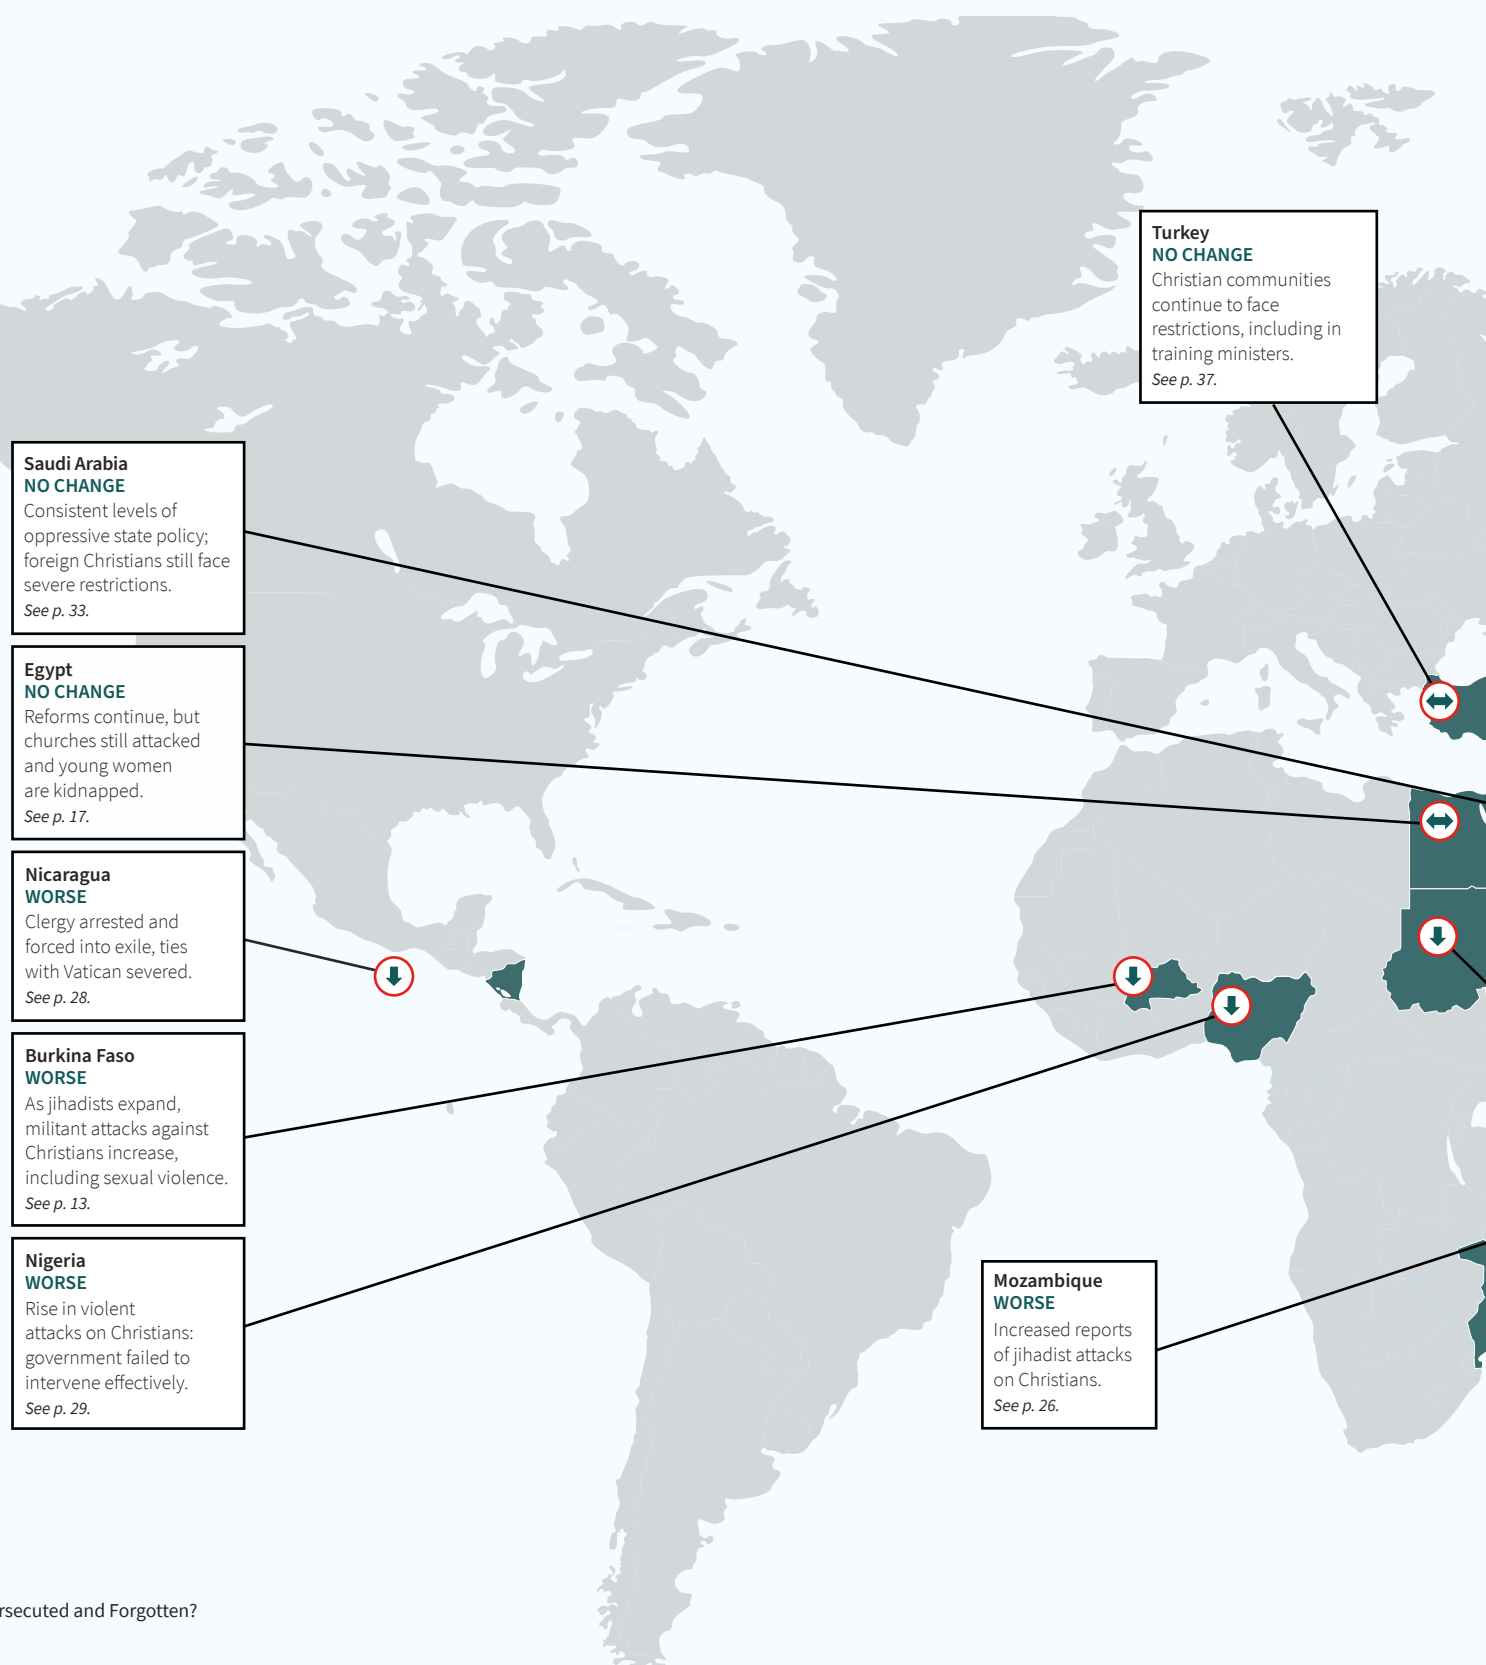 Turkey
NO CHANGE
Christian communities
continue to face
restrictions, including in
training ministers.
See p. 37.
Saudi Arabia
NO CHANGE
Consistent levels of
oppressive state policy;
foreign Christians still face
severe restrictions.
See p. 33.
Egypt
NO CHANGE
Reforms continue, but
churches still attacked
and young women
are kidnapped.
See p. 17.
Nicaragua
WORSE
Clergy arrested and
forced into exile, ties
with Vatican severed.
See p. 28.
Burkina Faso
WORSE
As jihadists expand,
militant attacks against
Christians increase,
including sexual violence.
See p. 13.
Nigeria
WORSE
Rise in violent
attacks on Christians:
government failed to
intervene effectively.
See p. 29.
Mozambique
WORSE
Increased reports
of jihadist attacks
on Christians.
See p. 26.
rsecuted and Forgotten?